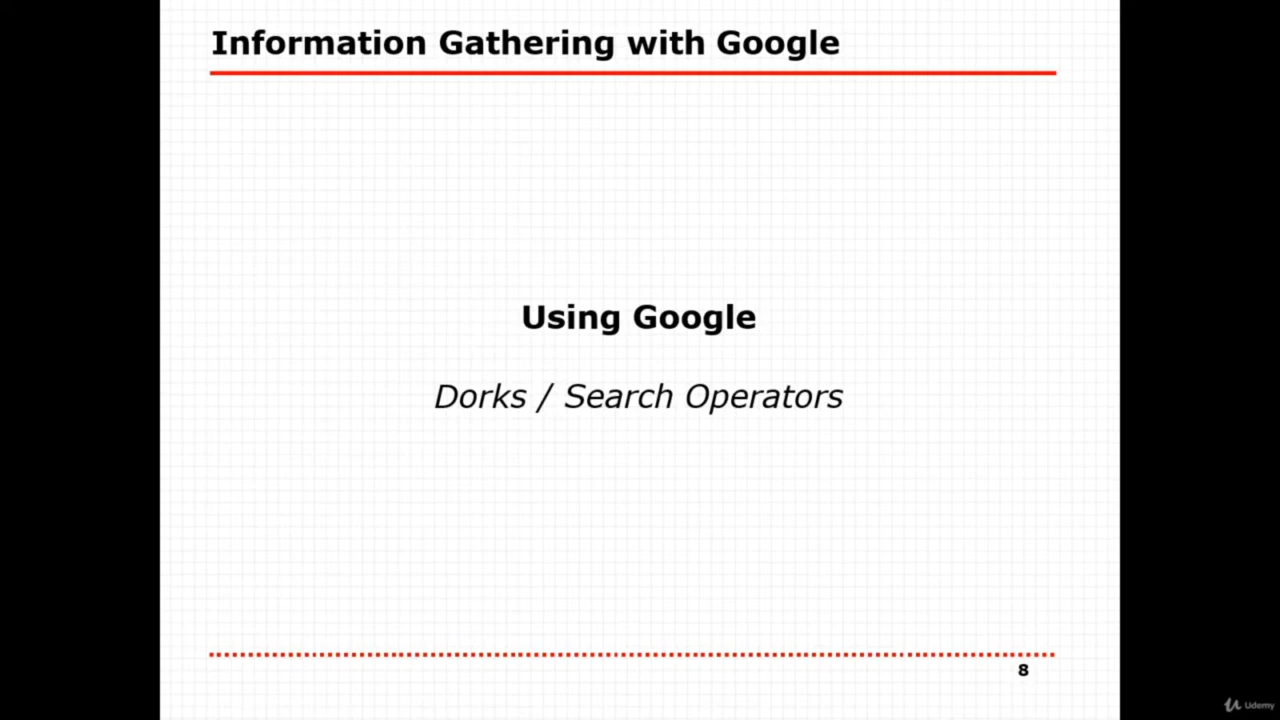 Information Gathering with Google
Using Google
Dorks / Search Operators
8
Udemy